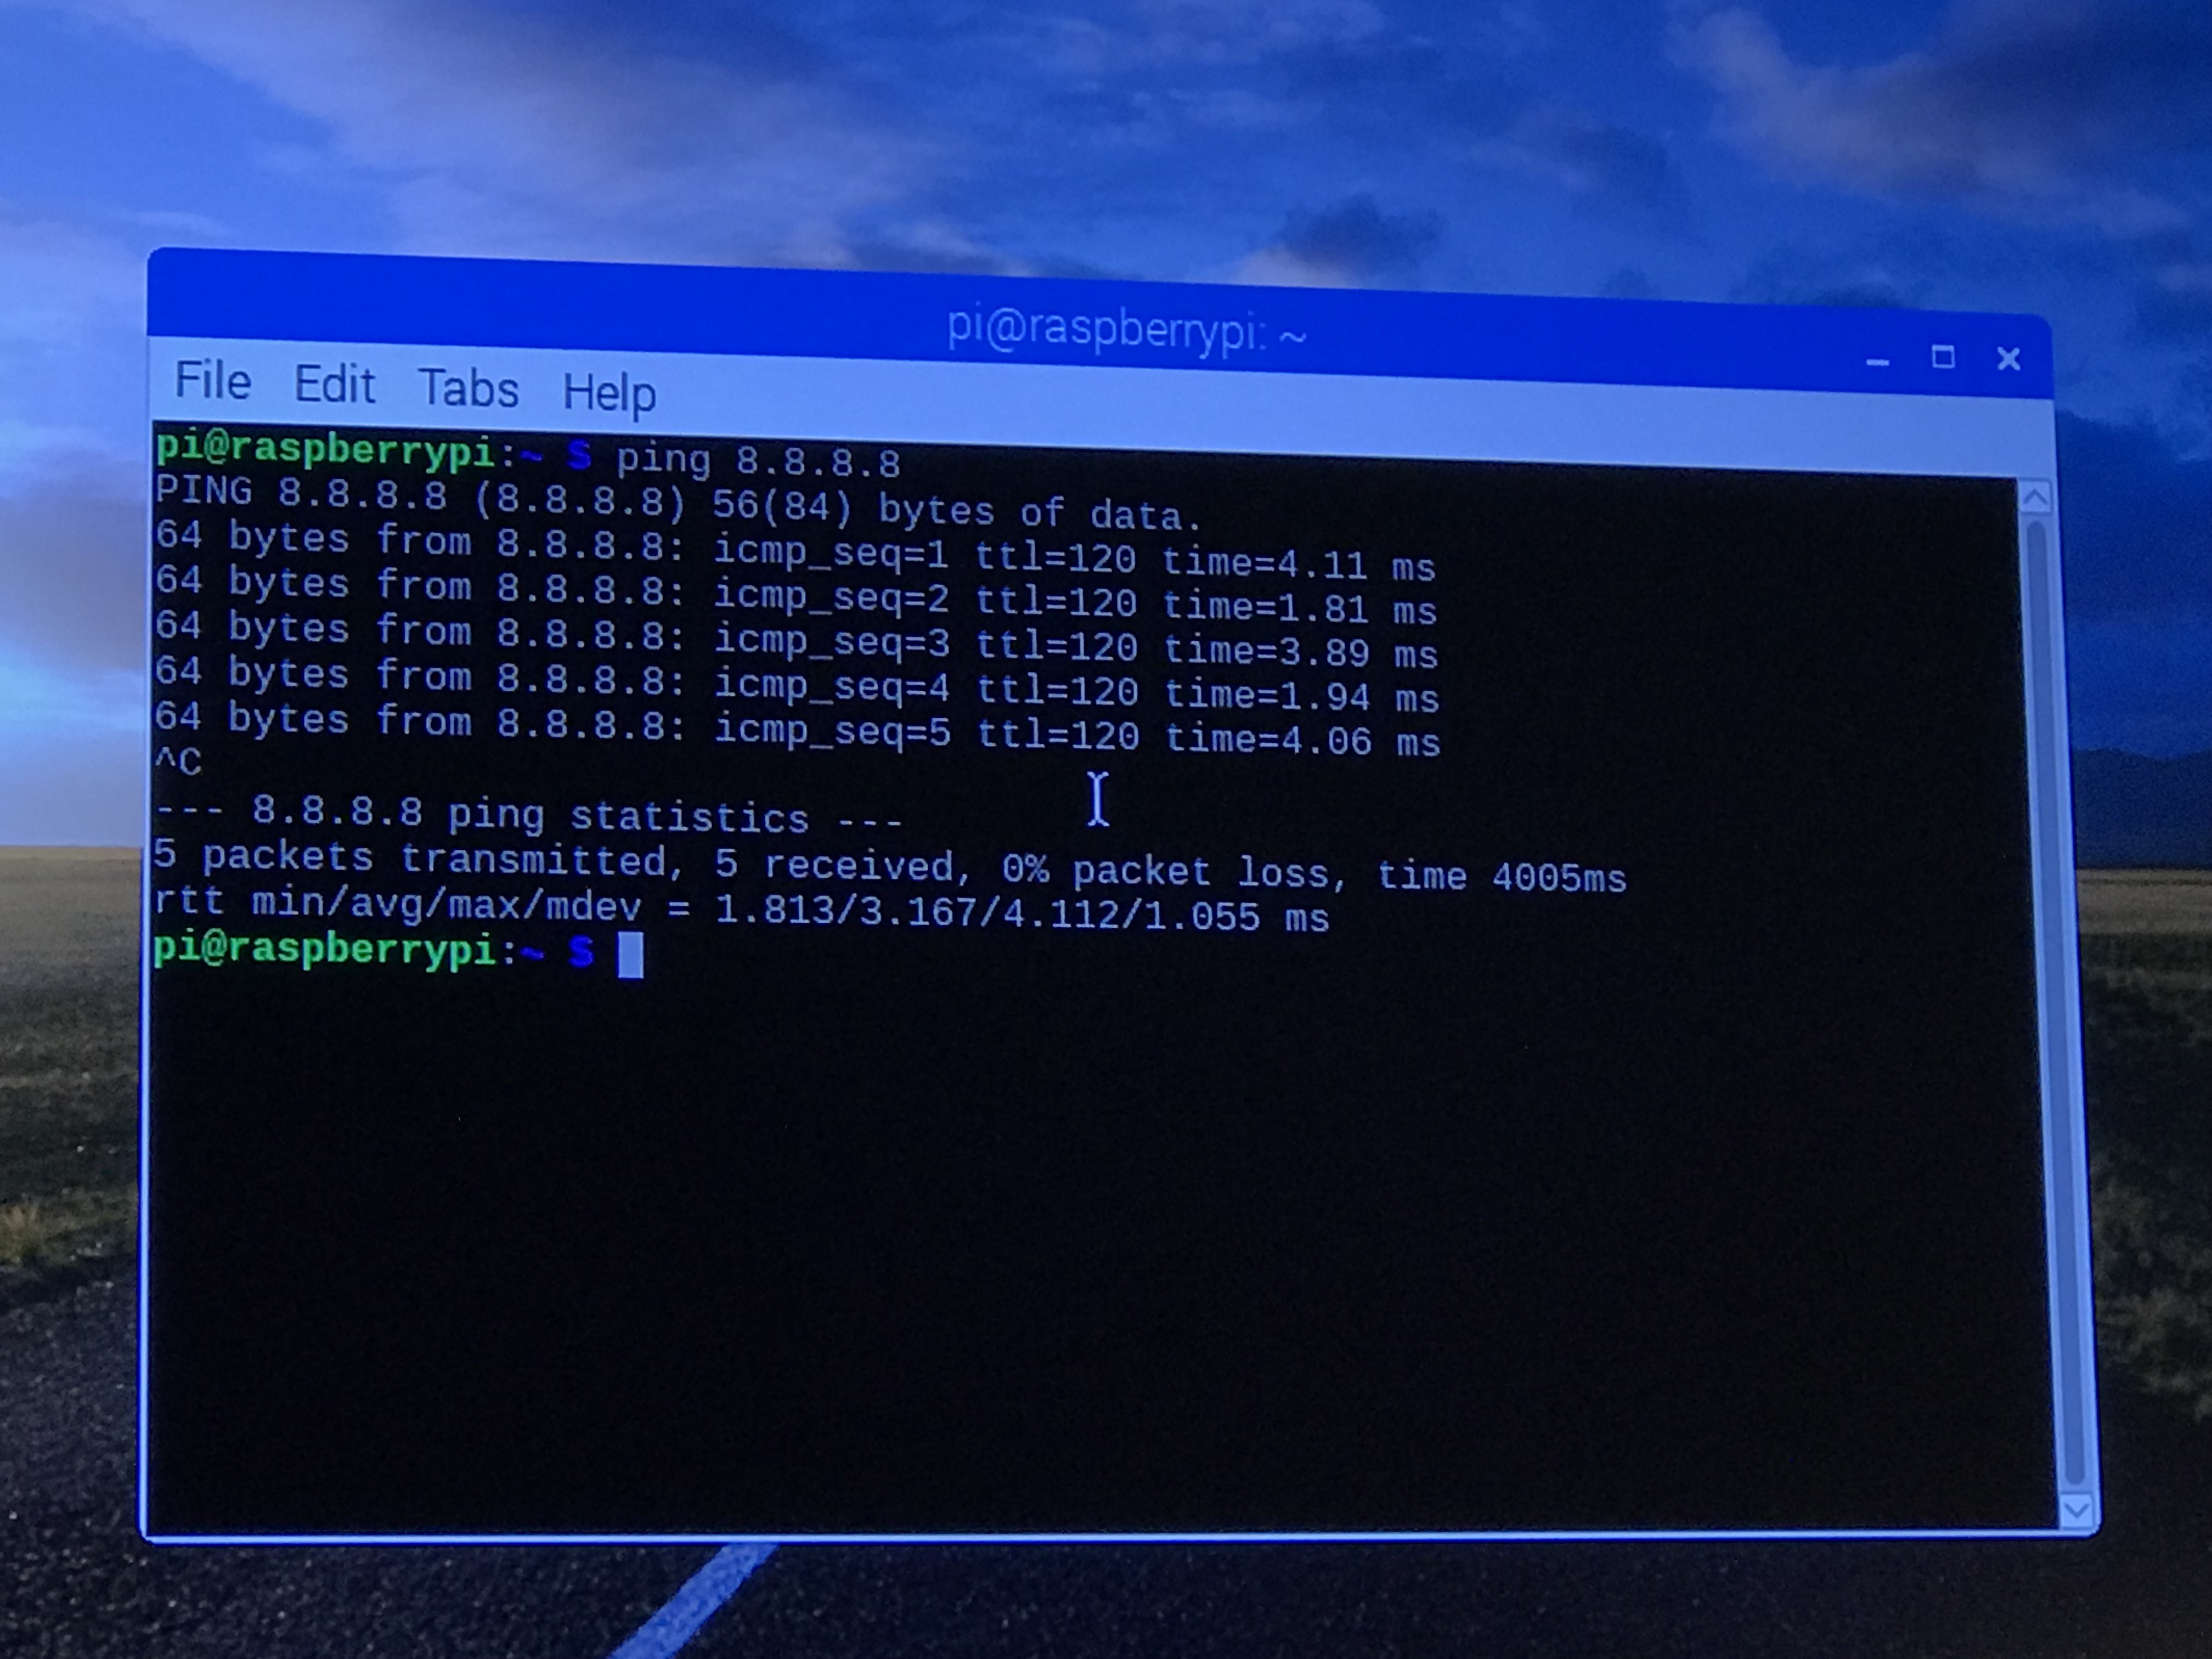 pi@raspberrypi: ~
File Edit Tabs Help
pi@raspberrypi:~ $ ping 8.8.8.8
PING 8.8.8.8 (8.8.8.8) 56(84) bytes of data.
64 bytes from 8.8.8.8: icmp_seq=1 ttl=120 time=4.11 ms
64 bytes from 8.8.8.8: icmp_seq=2 ttl=120 time=1.81 ms
64 bytes from 8.8.8.8: icmp_seq=3 ttl=120 time=3.89 ms
64 bytes from 8.8.8.8: icmp_seq=4 ttl=120 time=1.94 ms
64 bytes from 8.8.8.8: icmp_seq=5 ttl=120 time=4.06 ms
^C
--- 8.8.8.8 ping statistics ---
5 packets transmitted, 5 received, 0% packet loss, time 4005ms
rtt min/avg/max/mdev = 1.813/3.167/4.112/1.055 ms
pi@raspberrypi:~ $